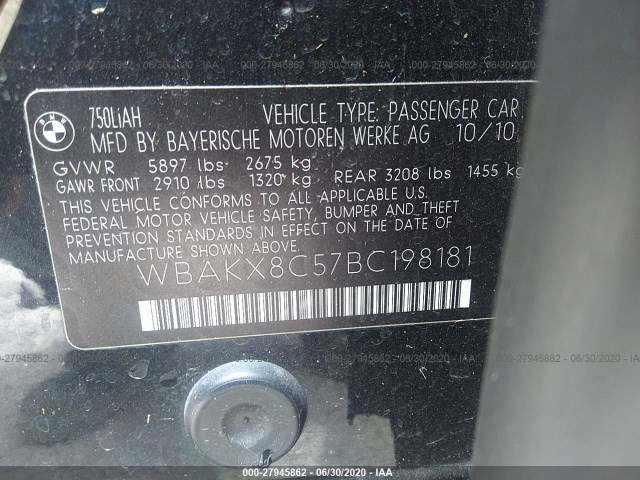 BMW
750LiAH
VEHICLE TYPE: PASSENGER CAR
MFD BY BAYERISCHE MOTOREN WERKE AG 10/10
GVWR 5897 lbs 2675 kg
GAWR FRONT 2910 lbs 1320 kg REAR 3208 lbs 1455 kg
THIS VEHICLE CONFORMS TO ALL APPLICABLE U.S.
FEDERAL MOTOR VEHICLE SAFETY, BUMPER AND THEFT
PREVENTION STANDARDS IN EFFECT ON THE DATE OF
MANUFACTURE SHOWN ABOVE.
WBAKX8C57BC198181
000-27945862 - 06/30/2020 - IAA